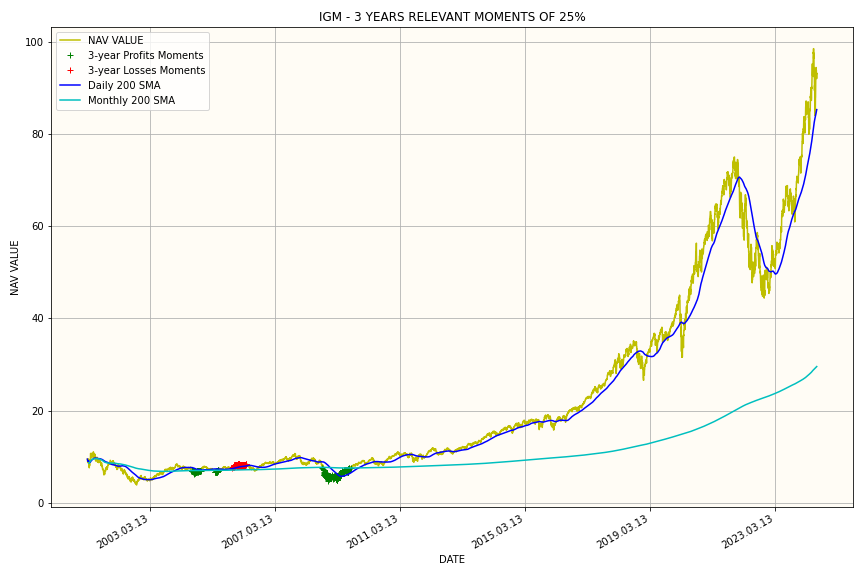 IGM - 3 YEARS RELEVANT MOMENTS OF 25%
NAV VALUE
3-year Profits Moments
3-year Losses Moments
Daily 200 SMA
Monthly 200 SMA
100
80
60
40
20
0
NAV VALUE
2003.03.13
2007.03.13
2011.03.13
2015.03.13
2019.03.13
2023.03.13
DATE